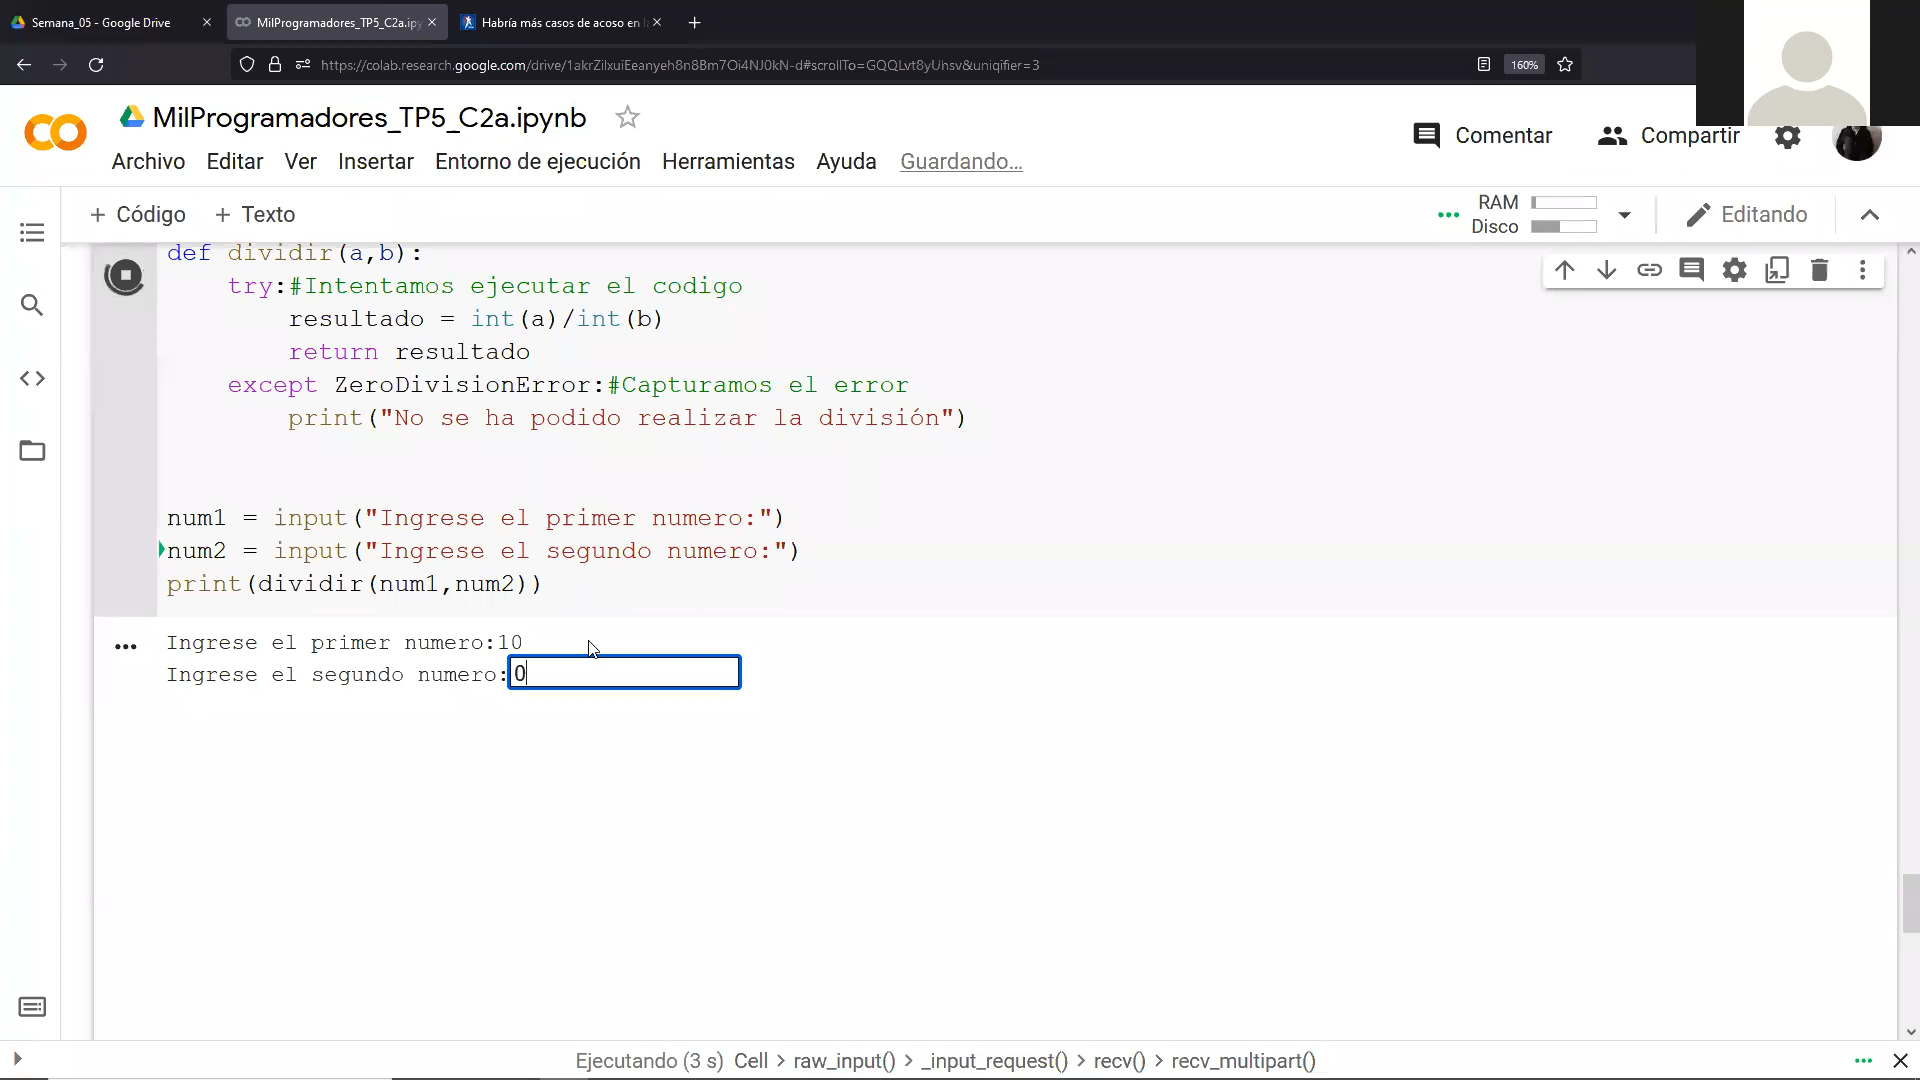 Semana_05 - Google Drive
MilProgramadores_TP5_C2a.ipy
Habría más casos de acoso en
https://colab.research.google.com/drive/1akrZilxuiEeanyeh8n8Bm7Oi4NJ0kN-d#scrollTo=GQQLvt8yUhsv&uniqifier=3
160%
MilProgramadores_TP5_C2a.ipynb
Comentar
Compartir
Archivo Editar Ver Insertar Entorno de ejecución Herramientas Ayuda Guardando...
+ Código + Texto
RAM
Disco
Editando
def dividir(a,b):
try:#Intentamos ejecutar el codigo
resultado = int(a)/int(b)
return resultado
except ZeroDivisionError:#Capturamos el error
print("No se ha podido realizar la división")
num1 = input("Ingrese el primer numero:")
num2 = input("Ingrese el segundo numero:")
print(dividir(num1,num2))
Ingrese el primer numero:10
Ingrese el segundo numero:0
Ejecutando (3 s) Cell > raw_input() > _input_request() > recv() > recv_multipart()